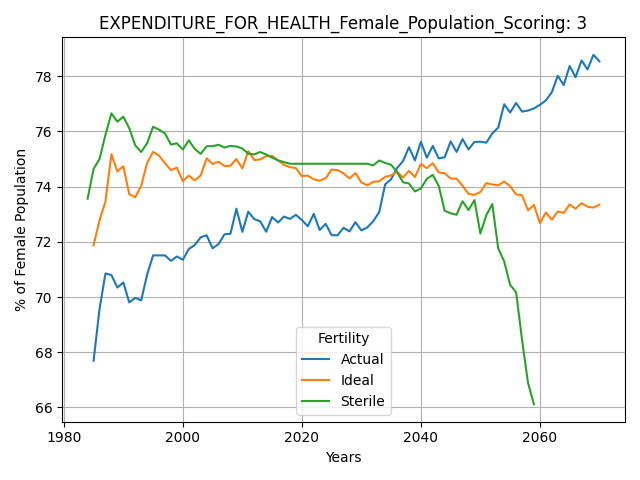 EXPENDITURE_FOR_HEALTH_Female_Population_Scoring: 3
% of Female Population
78
76
74
72
70
68
66
Fertility
Actual
Ideal
Sterile
1980
2000
2020
2040
2060
Years